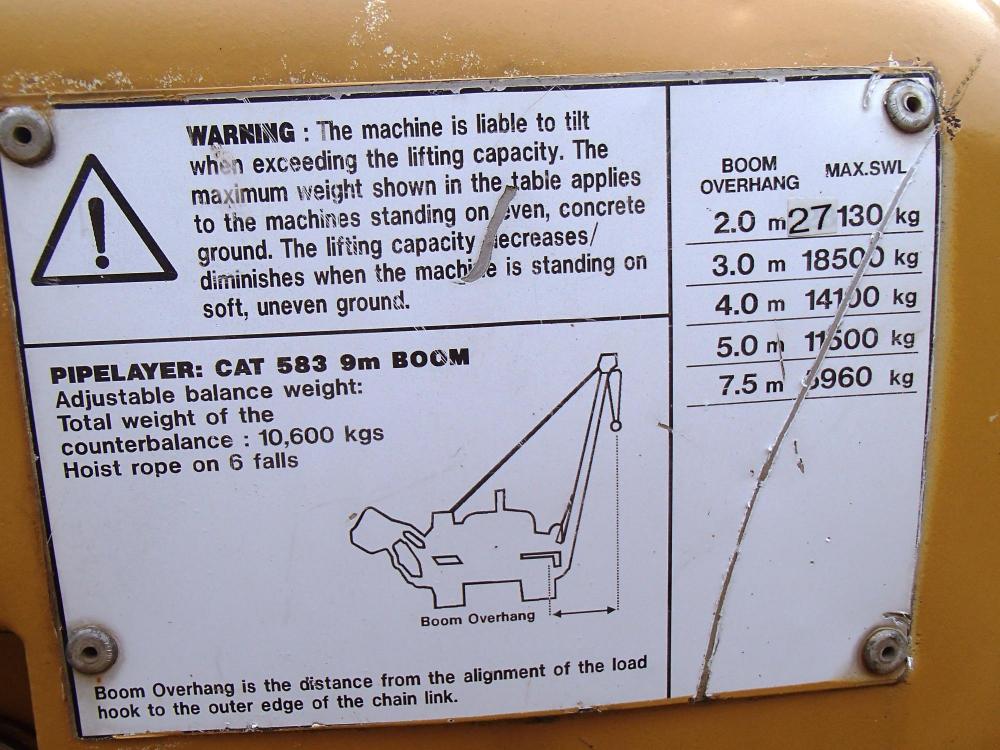 WARNING : The machine is liable to tilt
when exceeding the lifting capacity. The
maximum weight shown in the table applies
to the machines standing on even, concrete
ground. The lifting capacity decreases/
diminishes when the machine is standing on
soft, uneven ground.
PIPELAYER: CAT 583 9m BOOM
Adjustable balance weight:
Total weight of the
counterbalance : 10,600 kgs
Hoist rope on 6 falls
Boom Overhang
Boom Overhang is the distance from the alignment of the load
hook to the outer edge of the chain link.
BOOM OVERHANG MAX.SWL
2.0 m 27130 kg
3.0 m 18500 kg
4.0 m 14100 kg
5.0 m 11500 kg
7.5 m kg